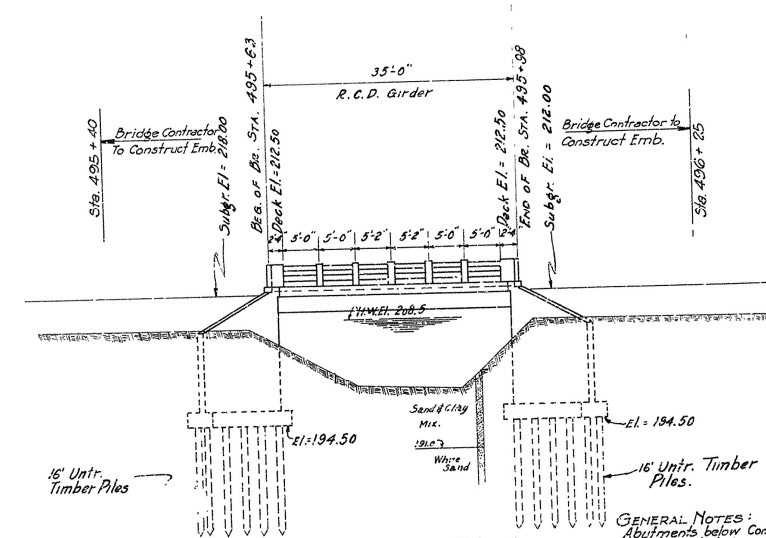 35'-0"
R.C.D. Girder
Sta. 495 + 40
Bridge Contractor
To Construct Emb.
Subgr. El = 218.00
BEG. OF BR. STA. 495+63
Deck El.= 212.50
Deck El = 212.50
END OF BR. STA. 495+98
Subgr. El. = 212.00
Bridge Contractor to
Construct Emb.
Sta. 496 + 25
2'-4" 5'-0" 5'-0" 5'-2" 5'-2" 5'-0" 5'-0" 2'-4"
H.W.El. 208.5
Sand & Clay
Mix.
White
Sand
El.=194.50
El. = 194.50
16' Untr.
Timber Piles
16' Untr. Timber
Piles.
GENERAL NOTES:
Abutments below Con